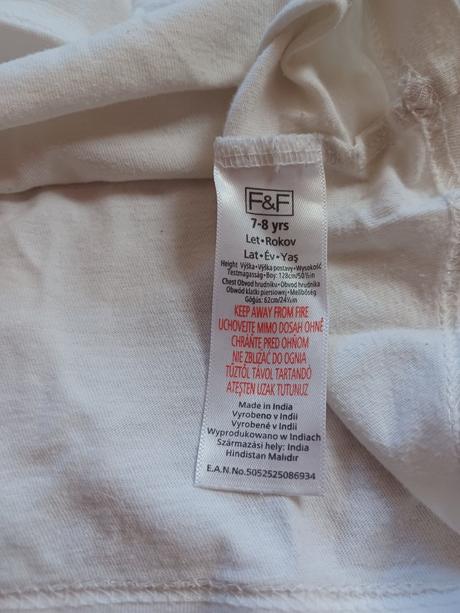 F&F
7-8 yrs
Let•Rokov
Lat•Év•Yaş
Height Výška•Výška postavy•Wysokość
Testmagasság•Boy: 128cm/50½in
Chest Obvod hrudníku•Obvod hrudníka
Obwód klatki piersiowej•Mellbőség
Göğüs: 62cm/24½in
KEEP AWAY FROM FIRE
UCHOVEJTE MIMO DOSAH OHNĚ
CHRÁŇTE PRED OHŇOM
NIE ZBLIŻAĆ DO OGNIA
TŰZTŐL TÁVOL TARTANDÓ
ATEŞTEN UZAK TUTUNUZ
Made in India
Vyrobeno v Indii
Vyrobené v Indii
Wyprodukowano w Indiach
Származási hely: India
Hindistan Malıdır
E.A.N.No.5052525086934